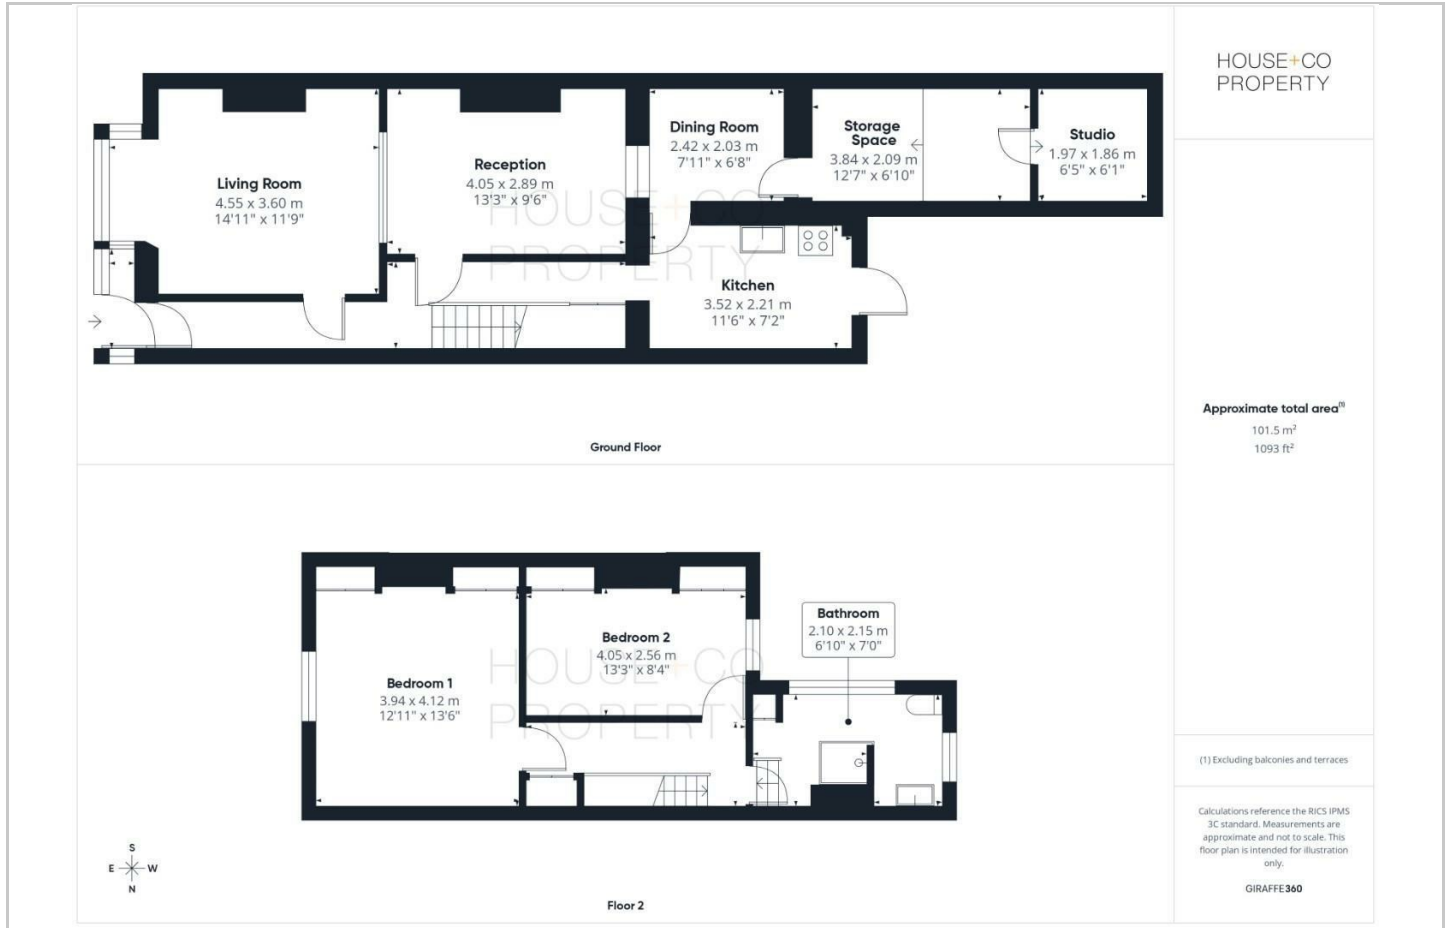 HOUSE+CO
PROPERTY
Living Room
4.55 x 3.60 m
14'11" x 11'9"
Reception
4.05 x 2.89 m
13'3" x 9'6"
Dining Room
2.42 x 2.03 m
7'11" x 6'8"
Storage
Space
3.84 x 2.09 m
12'7" x 6'10"
Studio
1.97 x 1.86 m
6'5" x 6'1"
Kitchen
3.52 x 2.21 m
11'6" x 7'2"
HOUSE+CO
PROPERTY
Ground Floor
Approximate total area(1)
101.5 m²
1093 ft²
Bedroom 1
3.94 x 4.12 m
12'11" x 13'6"
Bedroom 2
4.05 x 2.56 m
13'3" x 8'4"
Bathroom
2.10 x 2.15 m
6'10" x 7'0"
HOUSE+CO
PROPERTY
S
E W
N
Floor 2
(1) Excluding balconies and terraces
Calculations reference the RICS IPMS
3C standard. Measurements are
approximate and not to scale. This
floor plan is intended for illustration
only.
GIRAFFE360